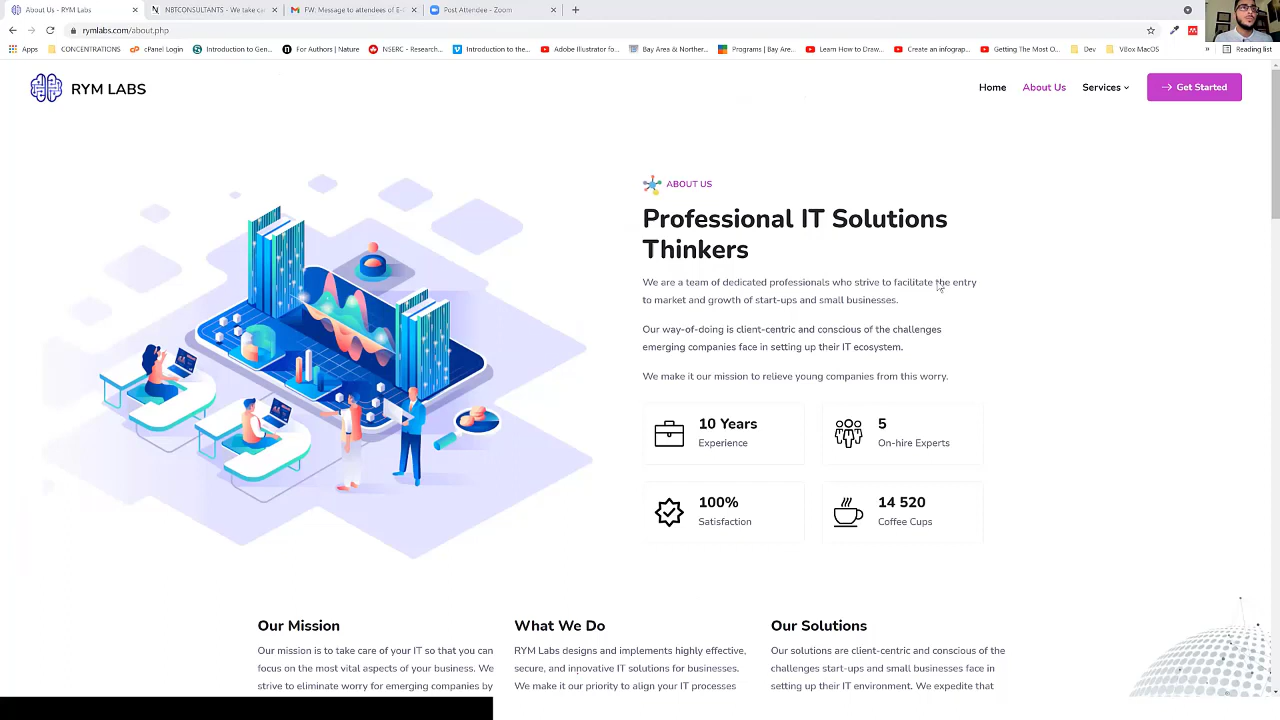 About Us - RYM Labs
NBTCONSULTANTS - We take car
FW: Message to attendees of E-
Post Attendee - Zoom
rymlabs.com/about.php
Apps
CONCENTRATIONS
cPanel Login
Introduction to Gen...
For Authors | Nature
NSERC - Research...
Introduction to the...
Adobe Illustrator fo...
Bay Area & Norther...
Programs | Bay Are...
Learn How to Draw...
Create an infograp...
Getting The Most O...
Dev
VBox MacOS
»
Reading list
RYM LABS
Home
About Us
Services
Get Started
ABOUT US
Professional IT Solutions
Thinkers
We are a team of dedicated professionals who strive to facilitate the entry
to market and growth of start-ups and small businesses.
Our way-of-doing is client-centric and conscious of the challenges
emerging companies face in setting up their IT ecosystem.
We make it our mission to relieve young companies from this worry.
10 Years
Experience
5
On-hire Experts
100%
Satisfaction
14 520
Coffee Cups
Our Mission
Our mission is to take care of your IT so that you can
focus on the most vital aspects of your business. We
strive to eliminate worry for emerging companies by
What We Do
RYM Labs designs and implements highly effective,
secure, and innovative IT solutions for businesses.
We make it our priority to align your IT processes
Our Solutions
Our solutions are client-centric and conscious of the
challenges start-ups and small businesses face in
setting up their IT environment. We expedite that